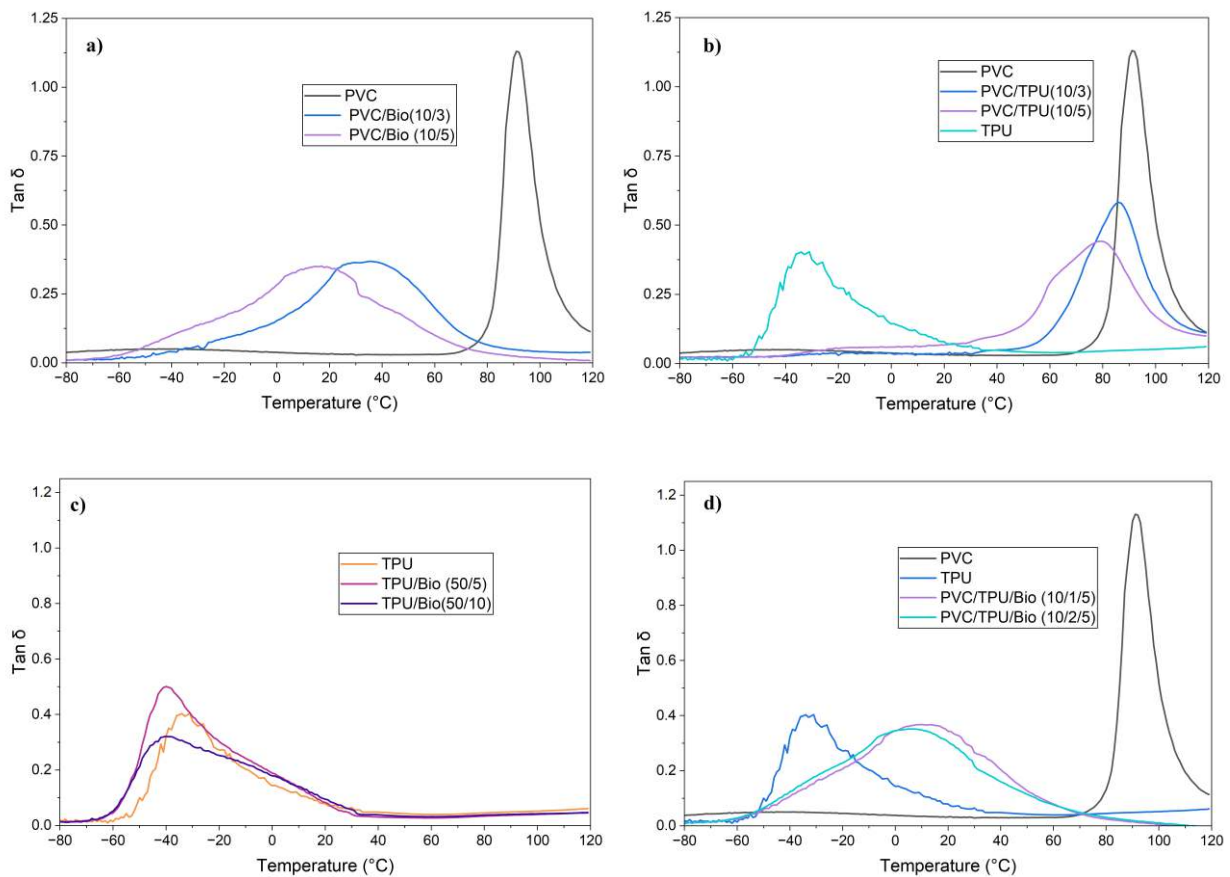 a)
1.25
1.00
0.75
0.50
0.25
0.00
Tan δ
PVC
PVC/Bio(10/3)
PVC/Bio (10/5)
−80 −60 −40 −20 0 20 40 60 80 100 120
Temperature (°C)
b)
1.25
1.00
0.75
0.50
0.25
0.00
Tan δ
PVC
PVC/TPU(10/3)
PVC/TPU(10/5)
TPU
−80 −60 −40 −20 0 20 40 60 80 100 120
Temperature (°C)
c)
1.2
1.0
0.8
0.6
0.4
0.2
0.0
Tan δ
TPU
TPU/Bio (50/5)
TPU/Bio(50/10)
−80 −60 −40 −20 0 20 40 60 80 100 120
Temperature (°C)
d)
1.2
1.0
0.8
0.6
0.4
0.2
0.0
Tan δ
PVC
TPU
PVC/TPU/Bio (10/1/5)
PVC/TPU/Bio (10/2/5)
−80 −60 −40 −20 0 20 40 60 80 100 120
Temperature (°C)